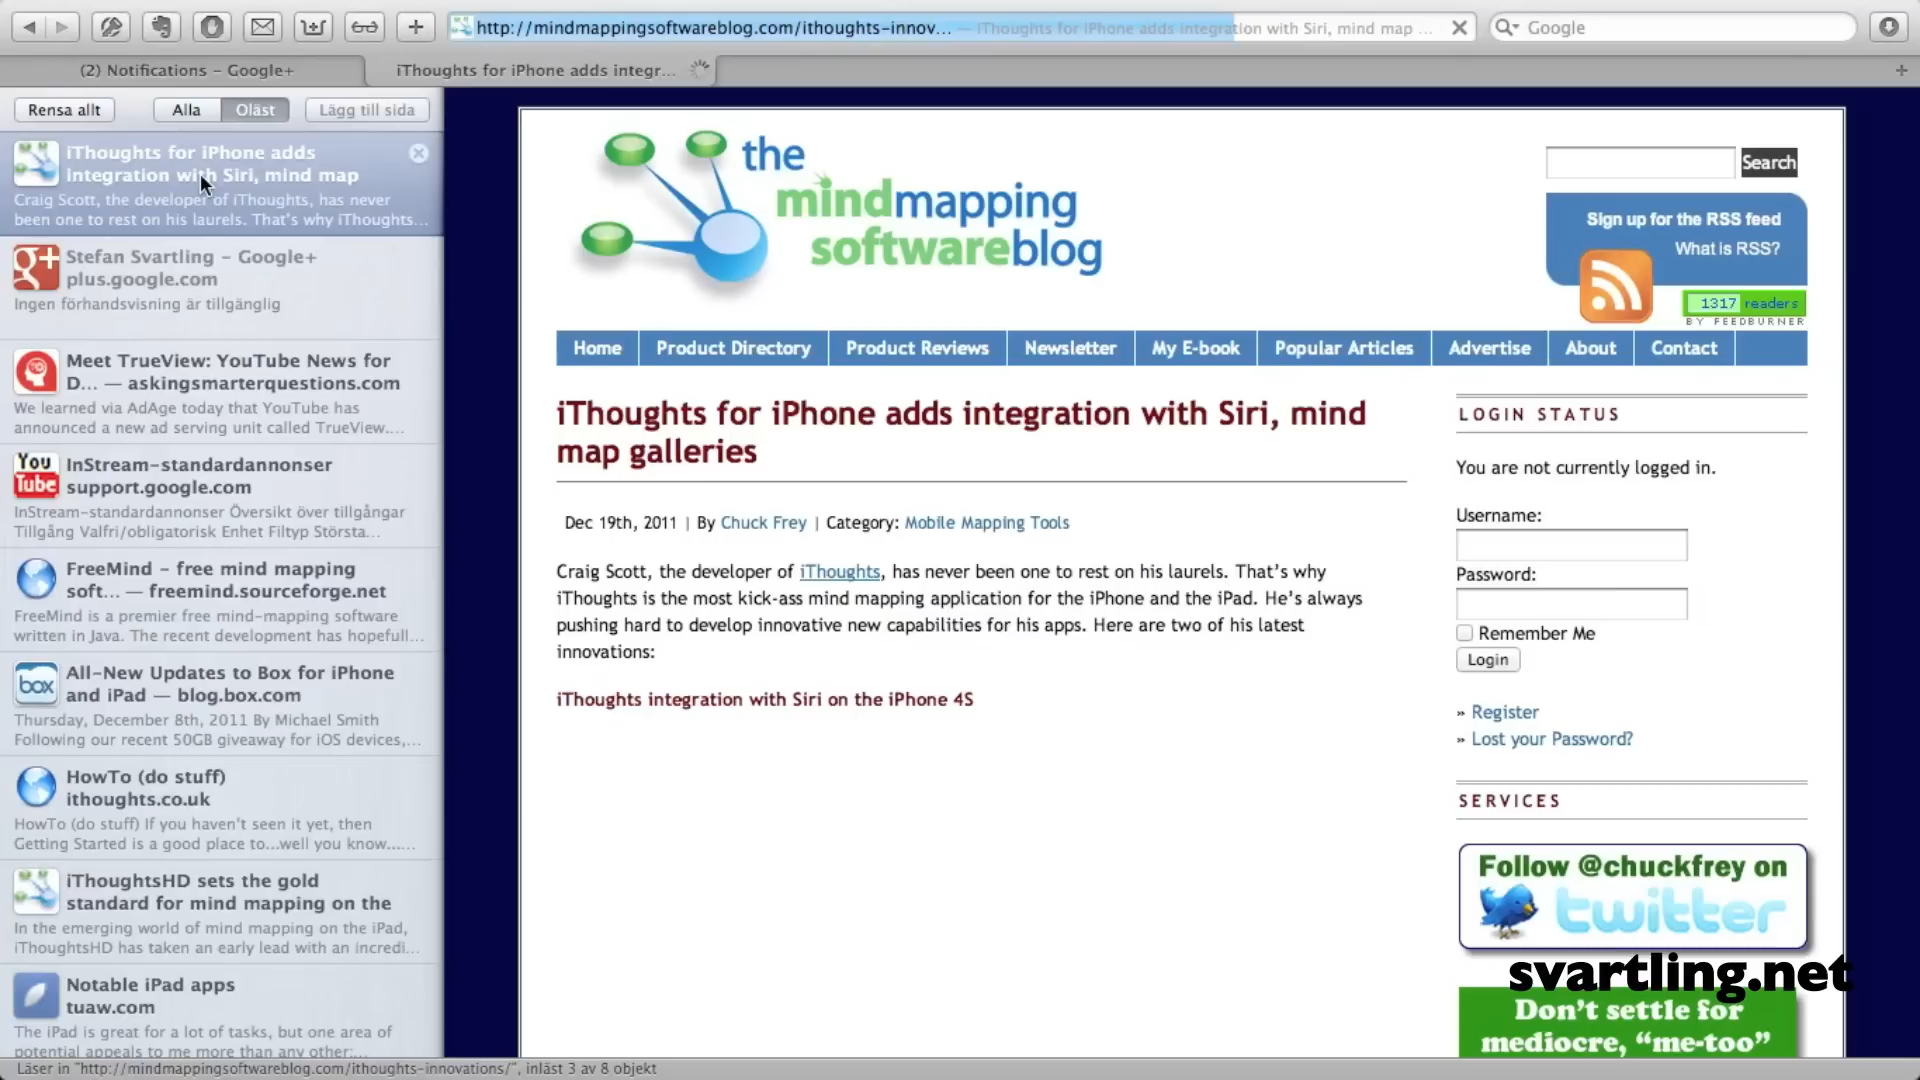 http://mindmappingsoftwareblog.com/ithoughts-innov... — iThoughts for iPhone adds integration with Siri, mind map ...
Google
(2) Notifications – Google+
iThoughts for iPhone adds integr...
Rensa allt
Alla
Oläst
Lägg till sida
iThoughts for iPhone adds
integration with Siri, mind map
Craig Scott, the developer of iThoughts, has never
been one to rest on his laurels. That's why iThoughts...
Stefan Svartling – Google+
plus.google.com
Ingen förhandsvisning är tillgänglig
Meet TrueView: YouTube News for
D... — askingsmarterquestions.com
We learned via AdAge today that YouTube has
announced a new ad serving unit called TrueView....
You
Tube
InStream-standardannonser
support.google.com
InStream-standardannonser Översikt över tillgångar
Tillgång Valfri/obligatorisk Enhet Filtyp Största...
FreeMind – free mind mapping
soft... — freemind.sourceforge.net
FreeMind is a premier free mind-mapping software
written in Java. The recent development has hopefull...
box
All-New Updates to Box for iPhone
and iPad — blog.box.com
Thursday, December 8th, 2011 By Michael Smith
Following our recent 50GB giveaway for iOS devices,...
HowTo (do stuff)
ithoughts.co.uk
HowTo (do stuff) If you haven't seen it yet, then
Getting Started is a good place to...well you know......
iThoughtsHD sets the gold
standard for mind mapping on the
In the emerging world of mind mapping on the iPad,
iThoughtsHD has taken an early lead with an incredi...
Notable iPad apps
tuaw.com
The iPad is great for a lot of tasks, but one area of
potential appeals to me more than any other:...
Läser in "http://mindmappingsoftwareblog.com/ithoughts-innovations/", inläst 3 av 8 objekt
the
mindmapping
softwareblog
Search
Sign up for the RSS feed
What is RSS?
1317 readers
BY FEEDBURNER
Home
Product Directory
Product Reviews
Newsletter
My E-book
Popular Articles
Advertise
About
Contact
iThoughts for iPhone adds integration with Siri, mind
map galleries
Dec 19th, 2011 | By Chuck Frey | Category: Mobile Mapping Tools
Craig Scott, the developer of iThoughts, has never been one to rest on his laurels. That's why
iThoughts is the most kick-ass mind mapping application for the iPhone and the iPad. He's always
pushing hard to develop innovative new capabilities for his apps. Here are two of his latest
innovations:
iThoughts integration with Siri on the iPhone 4S
LOGIN STATUS
You are not currently logged in.
Username:
Password:
Remember Me
Login
» Register
» Lost your Password?
SERVICES
Follow @chuckfrey on
twitter
svartling.net
Don't settle for
mediocre, "me-too"